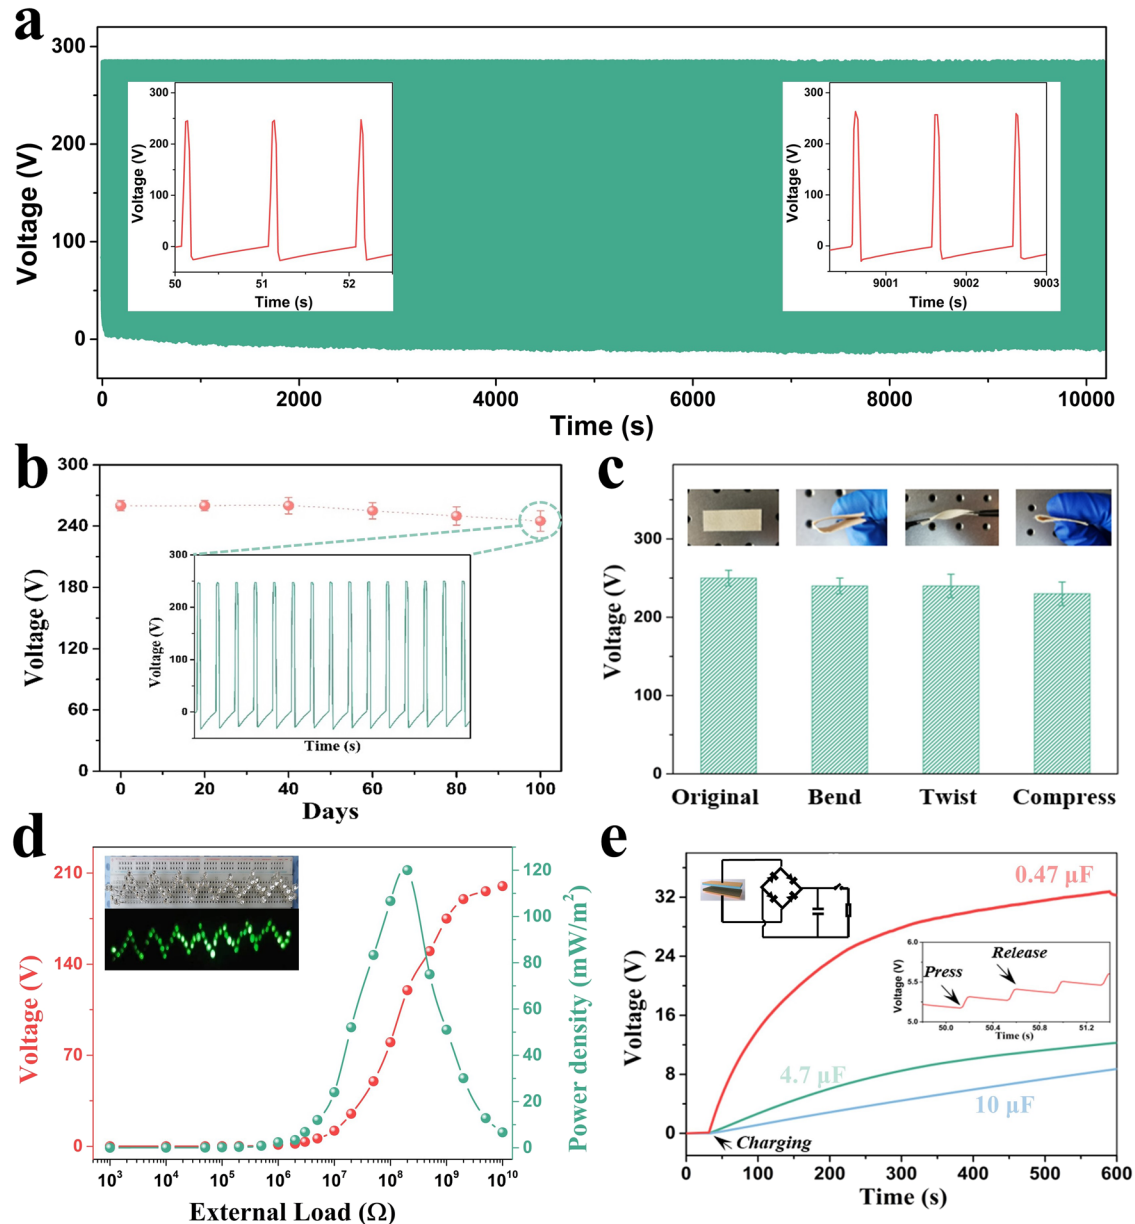 a
Voltage (V)
300
200
100
0
0 2000 4000 6000 8000 10000
Time (s)
Voltage (V)
300
200
100
0
50 51 52
Time (s)
Voltage (V)
300
200
100
0
9001 9002 9003
Time (s)
b
Voltage (V)
300
240
180
120
60
0
0 20 40 60 80 100
Days
Voltage (V)
300
200
100
0
Time (s)
c
Voltage (V)
300
200
100
0
Original Bend Twist Compress
d
Voltage (V)
210
140
70
0
Power density (mW/m²)
120
100
80
60
40
20
0
10³ 10⁴ 10⁵ 10⁶ 10⁷ 10⁸ 10⁹ 10¹⁰
External Load (Ω)
e
Voltage (V)
32
24
16
8
0
0 100 200 300 400 500 600
Time (s)
0.47 μF
4.7 μF
10 μF
Charging
Voltage (V)
6.0
5.5
5.0
Press
Release
50.0 50.4 50.8 51.2
Time (s)